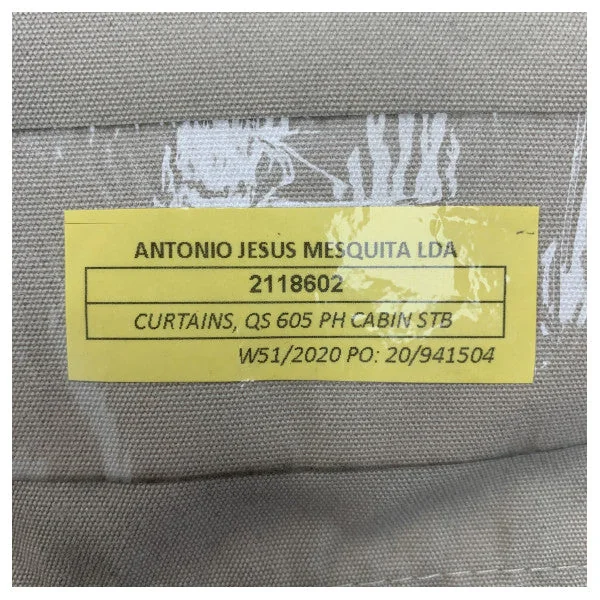 ANTONIO JESUS MESQUITA LDA
2118602
CURTAINS, QS 605 PH CABIN STB
W51/2020 PO: 20/941504